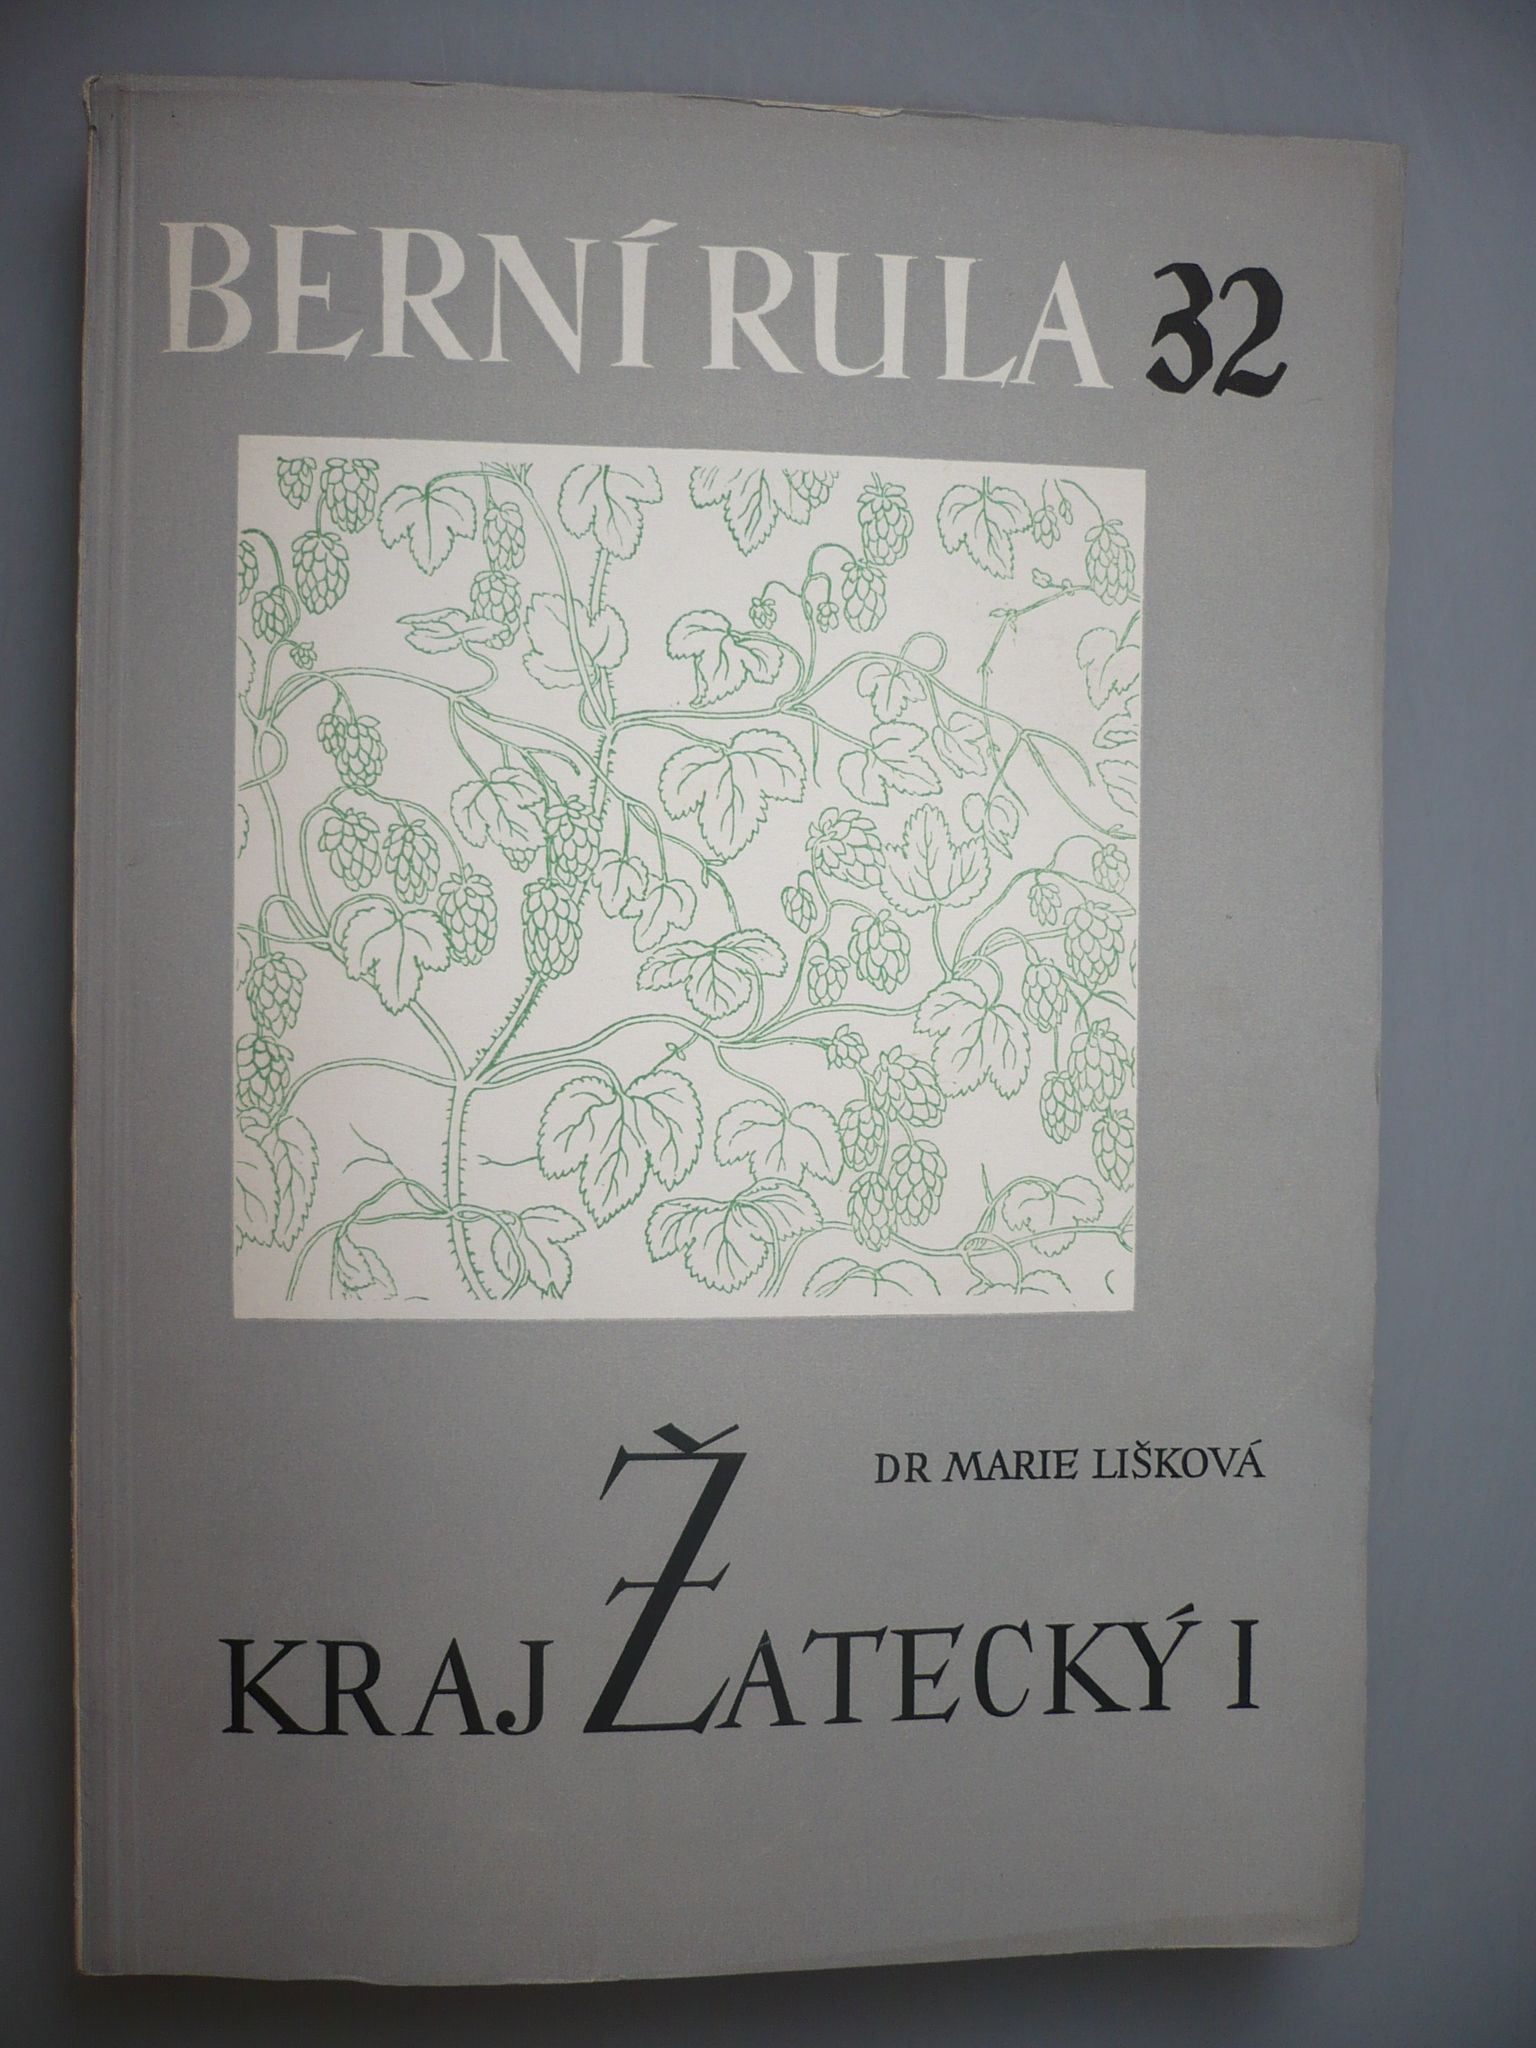 BERNÍ RULA 32
DR MARIE LIŠKOVÁ
KRAJ ŽATECKÝ I